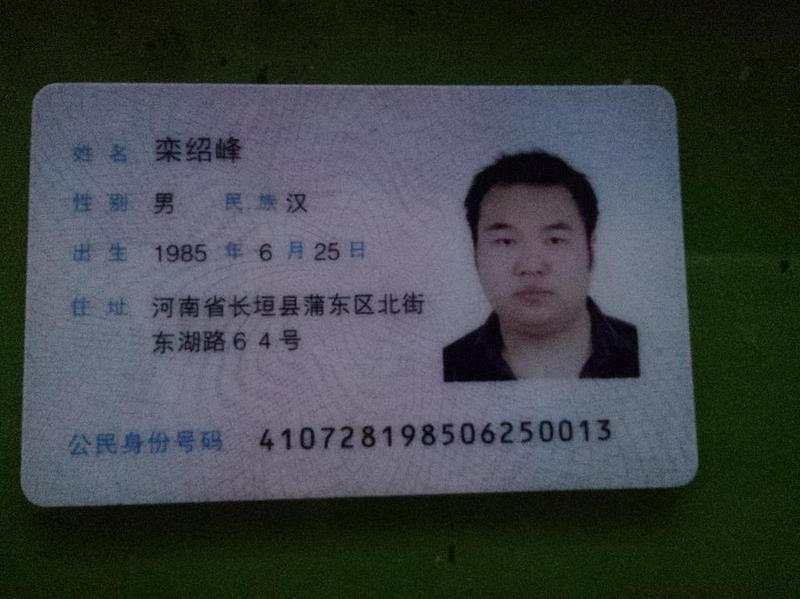 姓名 栾绍峰
性别 男 民族 汉
出生 1985 年 6 月 25 日
住址 河南省长垣县蒲东区北街
东湖路64号
公民身份号码 410728198506250013